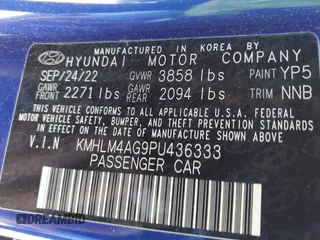 MANUFACTURED IN KOREA BY
HYUNDAI MOTOR COMPANY
SEP/24/22 GVWR 3858 lbs PAINT YP5
GAWR FRONT 2271 lbs GAWR REAR 2094 lbs TRIM NNB
THIS VEHICLE CONFORMS TO ALL APPLICABLE U.S. FEDERAL
MOTOR VEHICLE SAFETY, BUMPER, AND THEFT PREVENTION
STANDARDS IN EFFECT ON THE DATE OF MANUFACTURE SHOWN ABOVE.
V.I.N KMHLM4AG9PU436333
PASSENGER CAR
DREAMBID